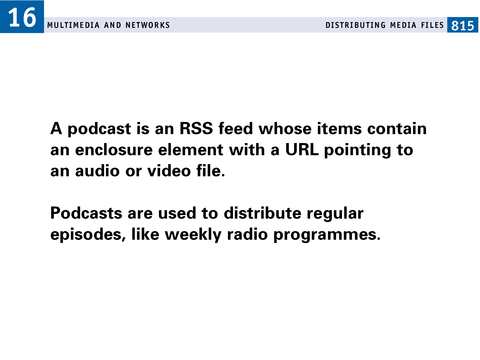 16 MULTIMEDIA AND NETWORKS DISTRIBUTING MEDIA FILES 815
A podcast is an RSS feed whose items contain
an enclosure element with a URL pointing to
an audio or video file.
Podcasts are used to distribute regular
episodes, like weekly radio programmes.